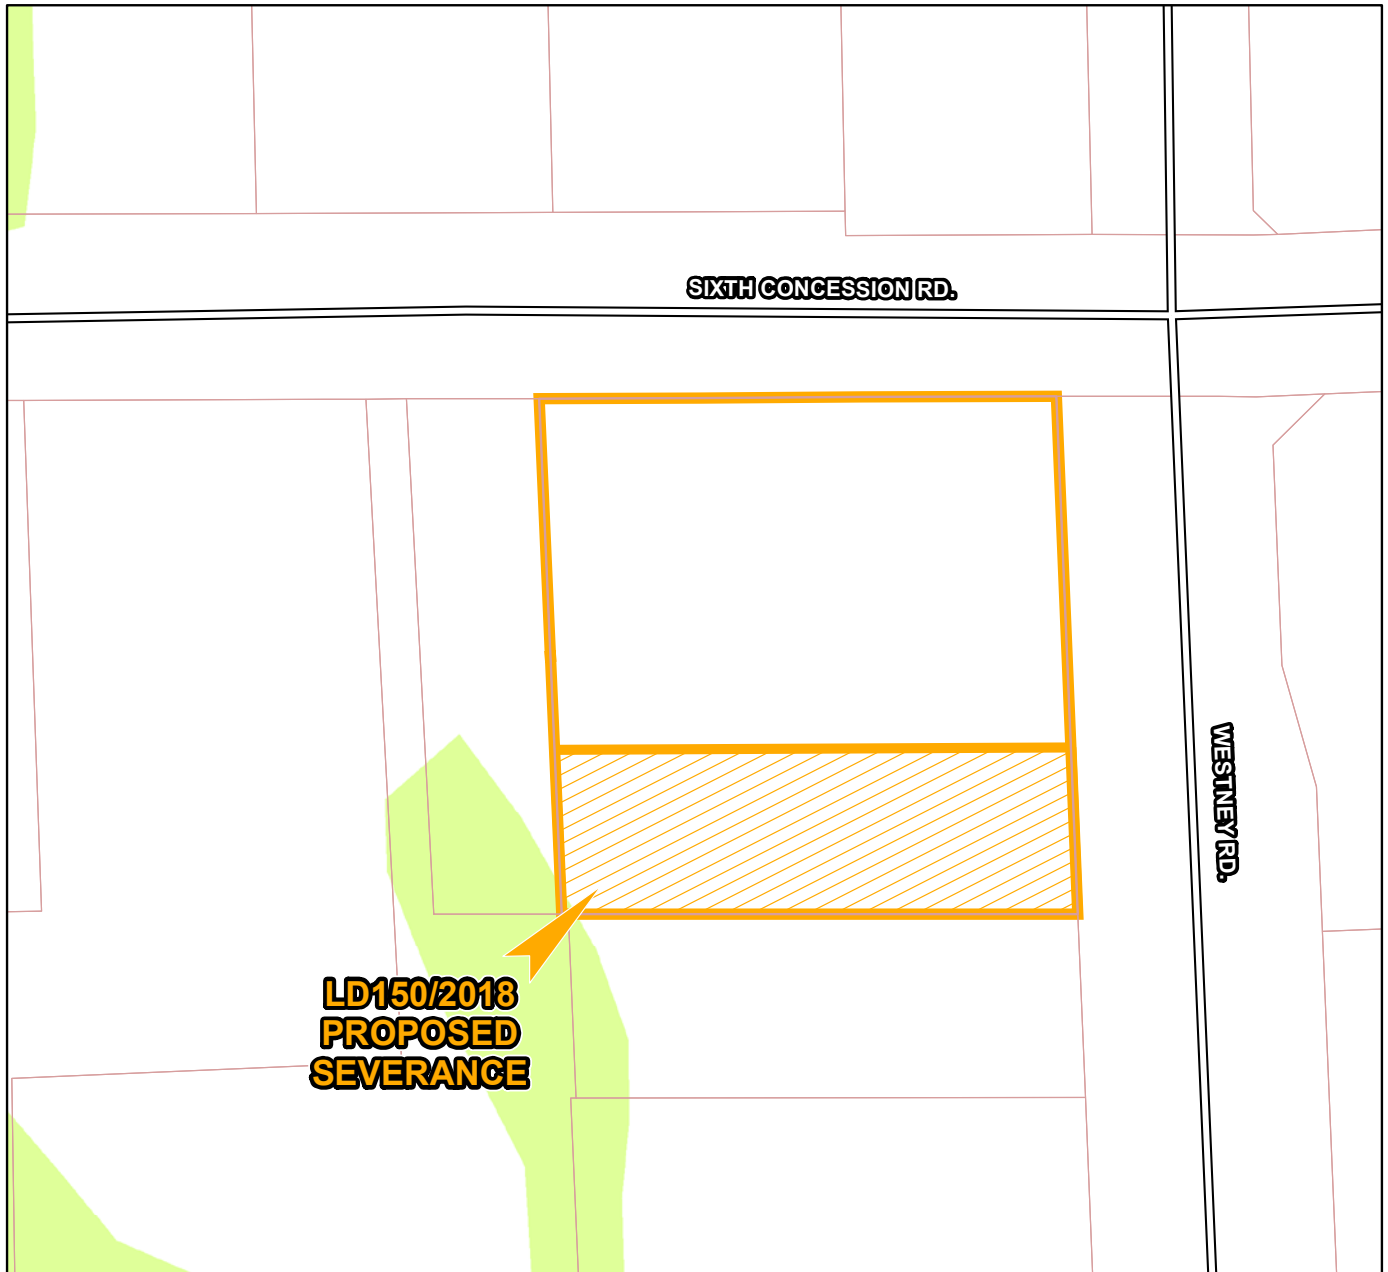 SIXTH CONCESSION RD.
WESTNEY RD.
LD150/2018
PROPOSED
SEVERANCE